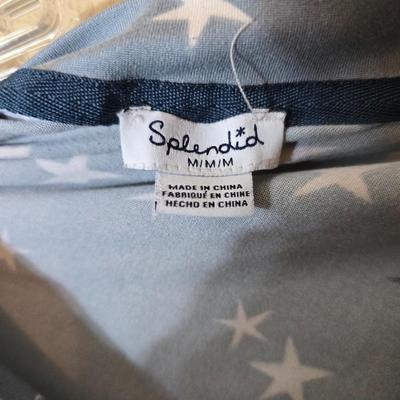 Splendid
M/M/M
MADE IN CHINA
FABRIQUÉ EN CHINE
HECHO EN CHINA